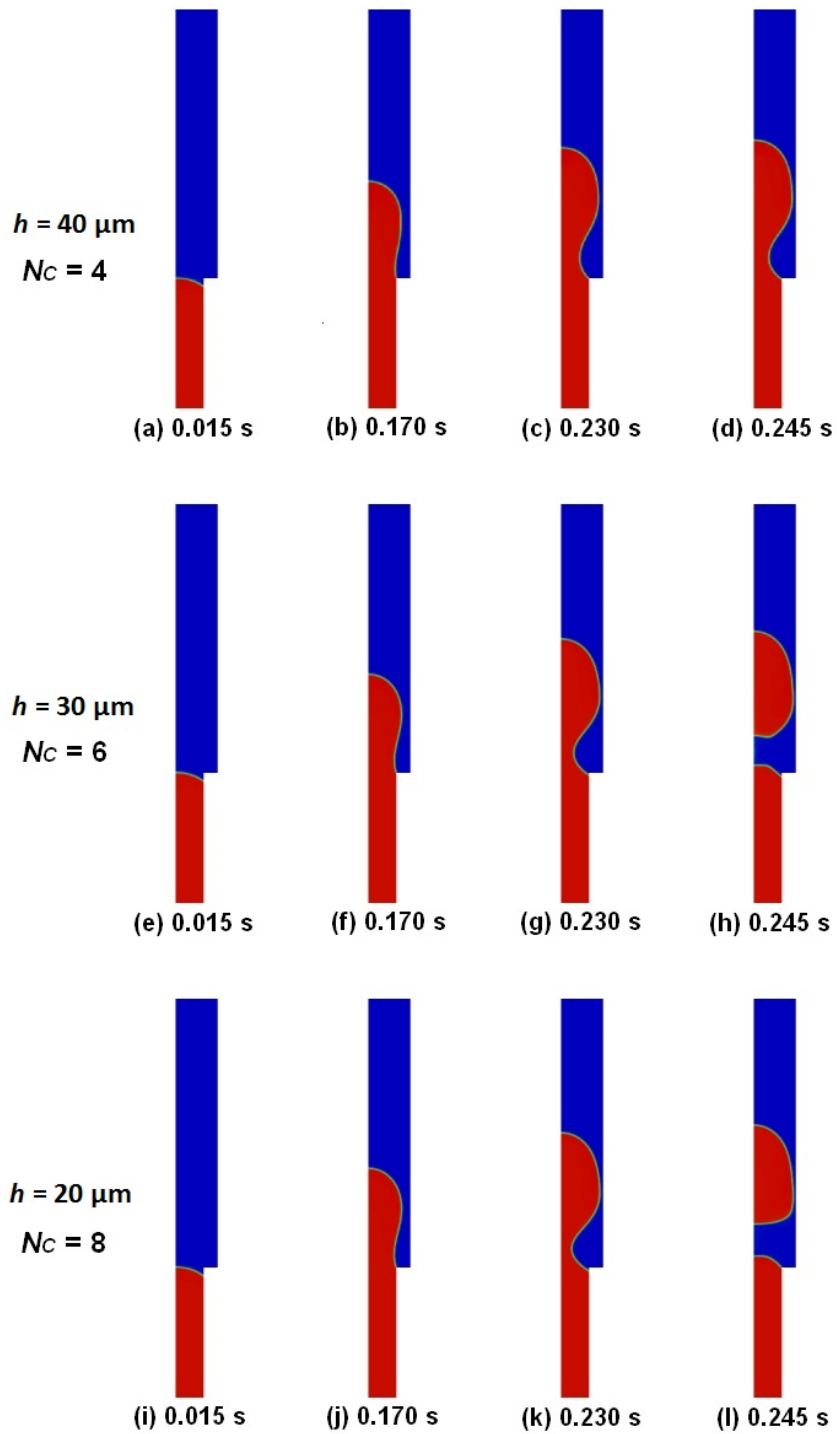 h = 40 μm
NC = 4
(a) 0.015 s
(b) 0.170 s
(c) 0.230 s
(d) 0.245 s
h = 30 μm
NC = 6
(e) 0.015 s
(f) 0.170 s
(g) 0.230 s
(h) 0.245 s
h = 20 μm
NC = 8
(i) 0.015 s
(j) 0.170 s
(k) 0.230 s
(l) 0.245 s